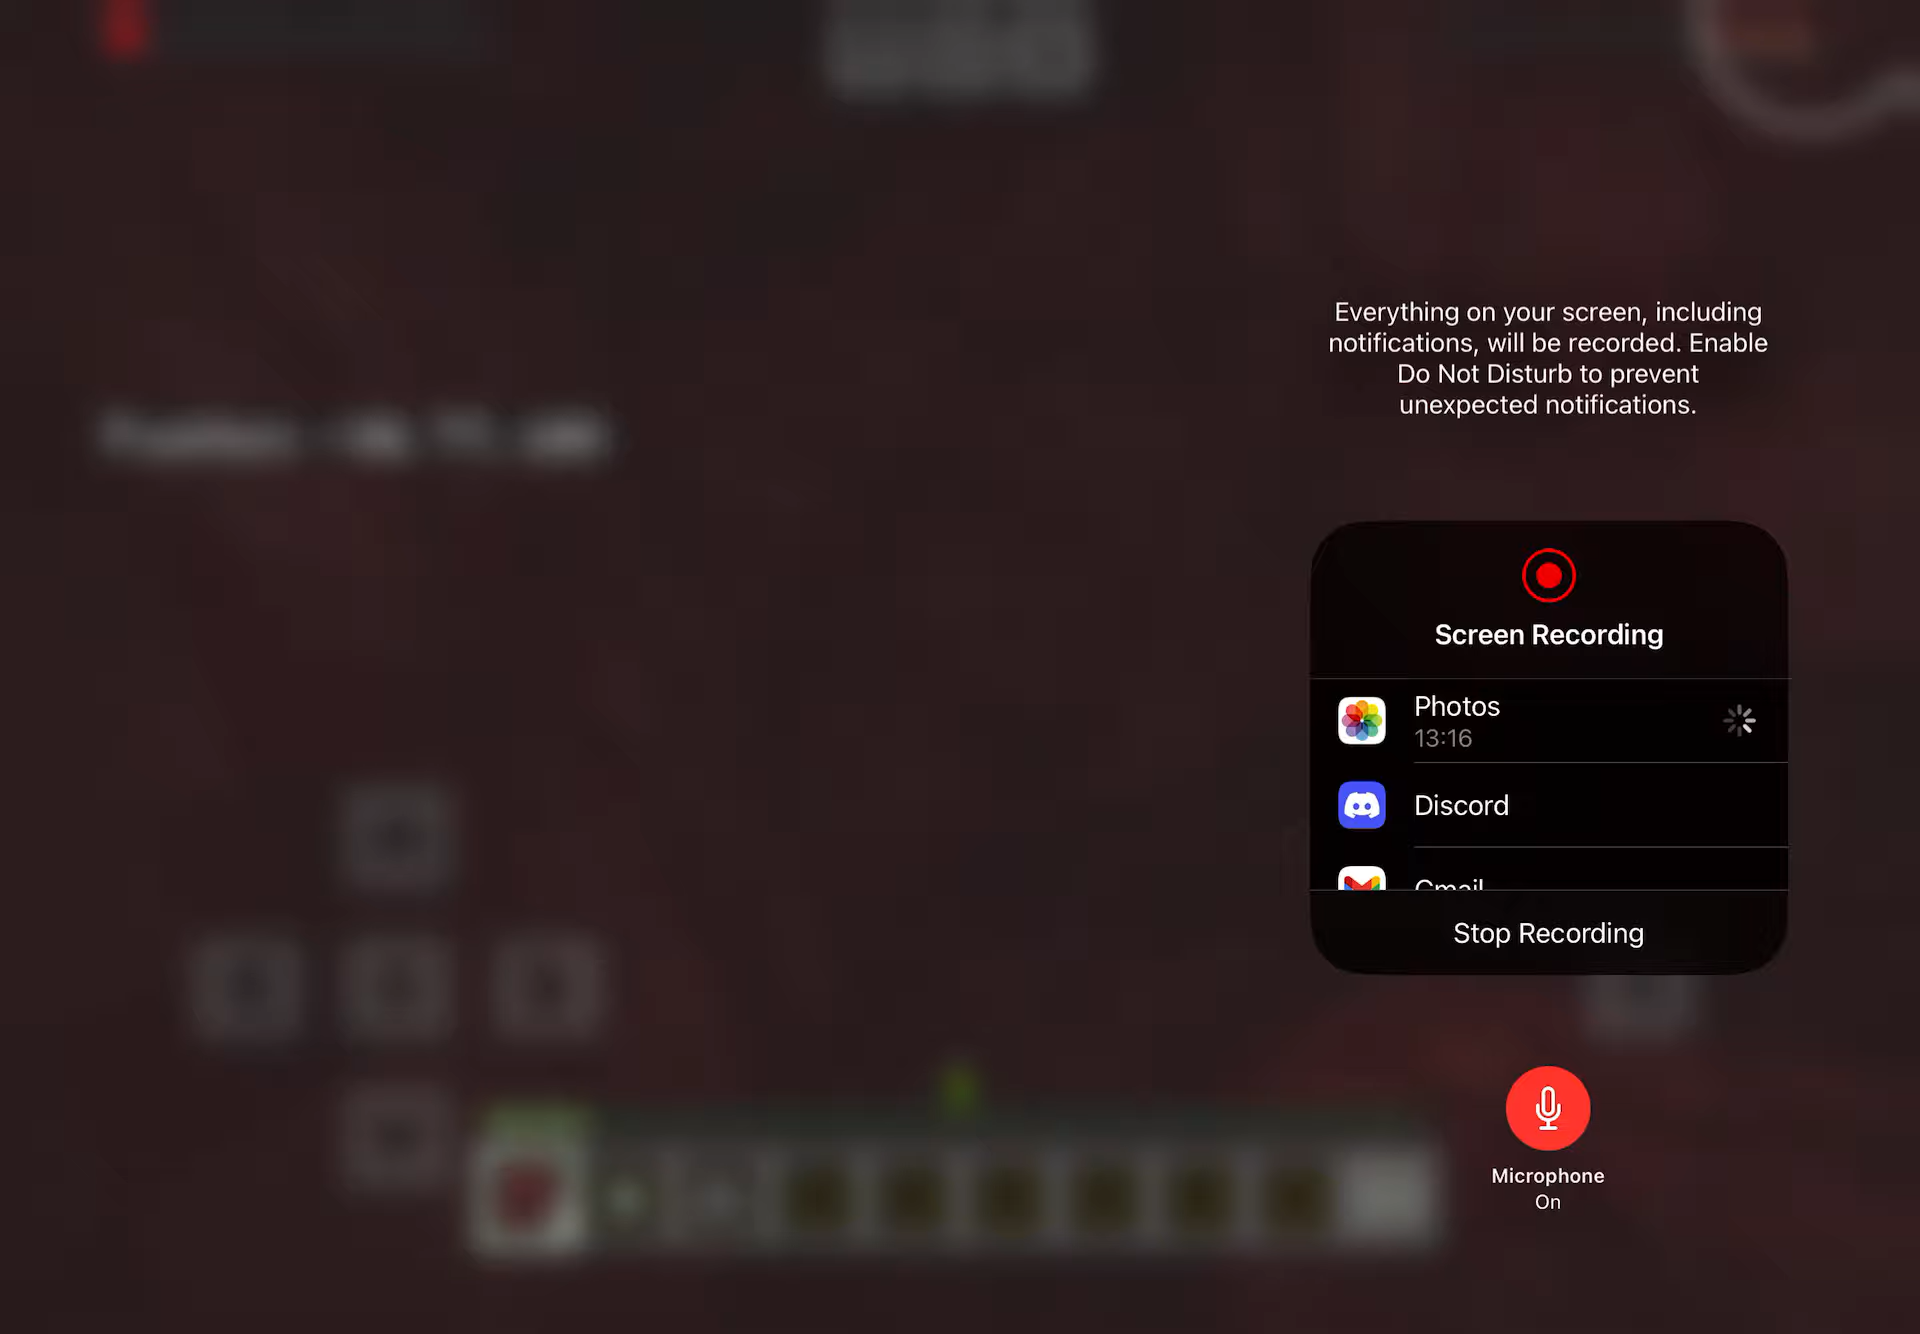 Everything on your screen, including
notifications, will be recorded. Enable
Do Not Disturb to prevent
unexpected notifications.
Screen Recording
Photos
13:16
Discord
Gmail
Stop Recording
Microphone
On